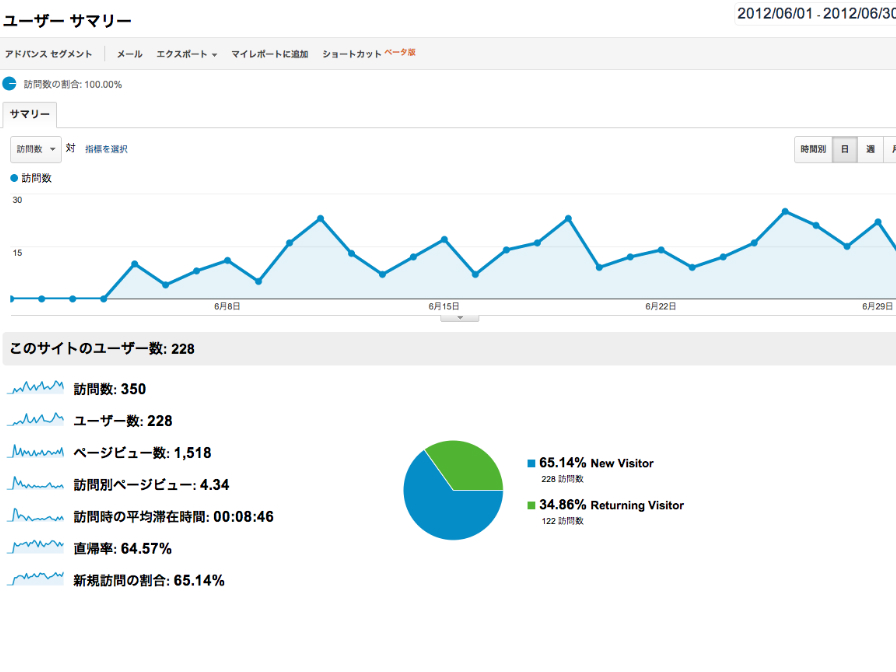 ユーザー サマリー
2012/06/01 - 2012/06/30
アドバンス セグメント メール エクスポート マイレポートに追加 ショートカット ベータ版
訪問数の割合: 100.00%
サマリー
訪問数 対 指標を選択
時間別 日 週
訪問数
30
15
6月8日 6月15日 6月22日 6月29日
このサイトのユーザー数: 228
訪問数: 350
ユーザー数: 228
ページビュー数: 1,518
訪問別ページビュー: 4.34
訪問時の平均滞在時間: 00:08:46
直帰率: 64.57%
新規訪問の割合: 65.14%
65.14% New Visitor
228 訪問数
34.86% Returning Visitor
122 訪問数